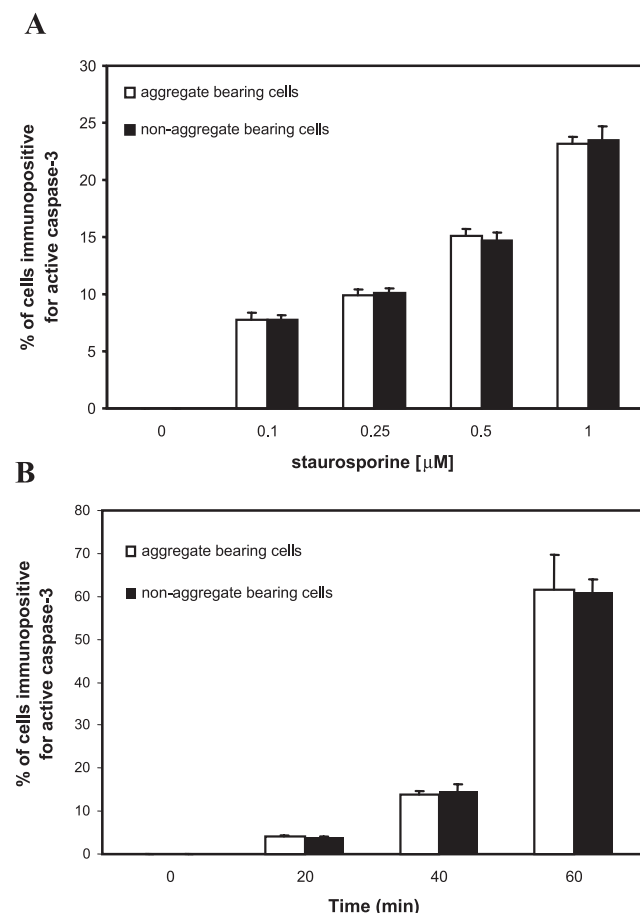 A
% of cells immunopositive
for active caspase-3
30
25
20
15
10
5
0
aggregate bearing cells
non-aggregate bearing cells
0 0.1 0.25 0.5 1
staurosporine [μM]
B
% of cells immunopositive
for active caspase-3
80
70
60
50
40
30
20
10
0
aggregate bearing cells
non-aggregate bearing cells
0 20 40 60
Time (min)